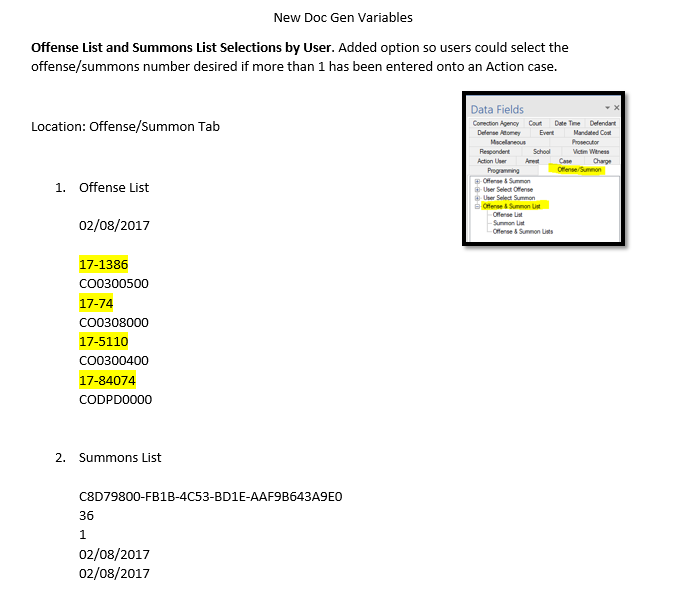 New Doc Gen Variables
Offense List and Summons List Selections by User. Added option so users could select the
offense/summons number desired if more than 1 has been entered onto an Action case.
Location: Offense/Summon Tab
Data Fields
Correction Agency Court Date Time Defendant
Defense Attorney Event Mandated Cost
Miscellaneous Prosecutor
Respondent School Victim Witness
Action User Arrest Case Charge
Programming Offense/Summon
Offense & Summon
User Select Offense
User Select Summon
Offense & Summon List
Offense List
Summon List
Offense & Summon Lists
1. Offense List
02/08/2017
17-1386
CO0300500
17-74
CO0308000
17-5110
CO0300400
17-84074
CODPD0000
2. Summons List
C8D79800-FB1B-4C53-BD1E-AAF9B643A9E0
36
1
02/08/2017
02/08/2017